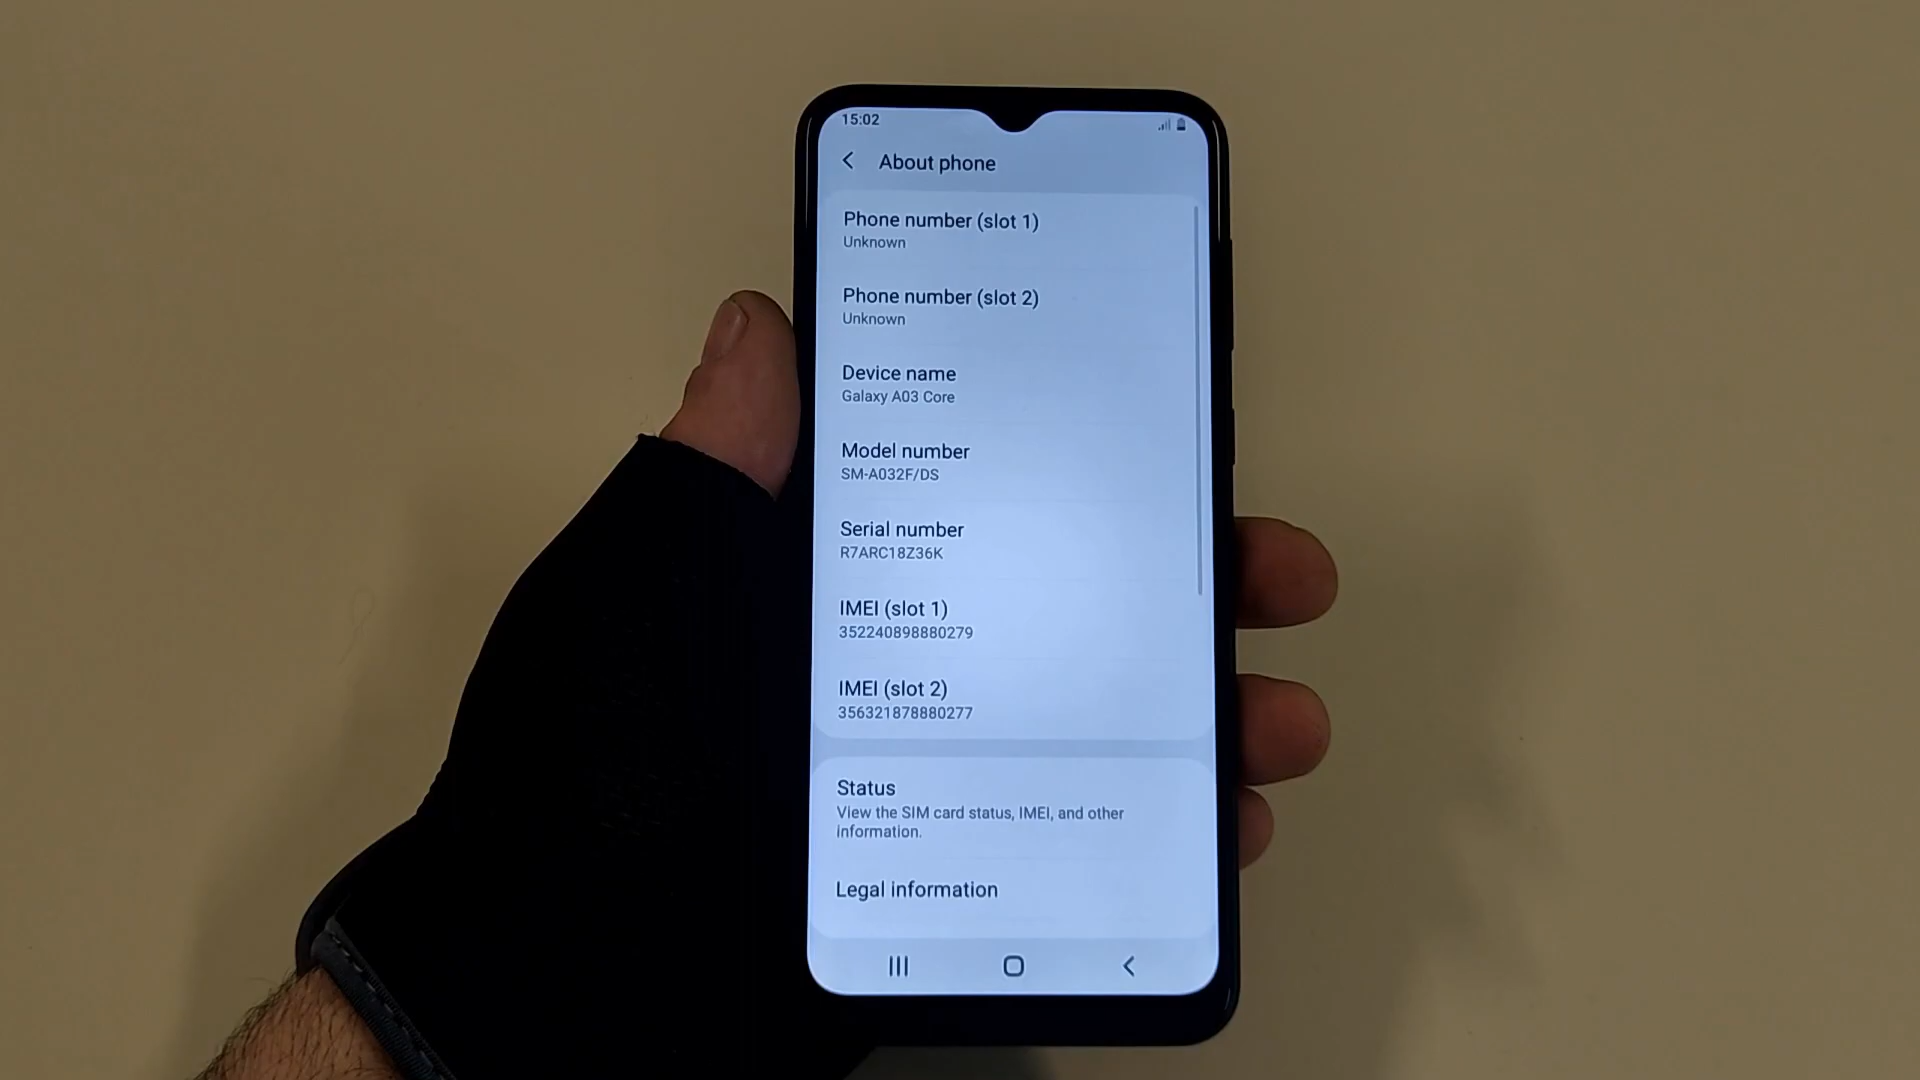 15:02
About phone
Phone number (slot 1)
Unknown
Phone number (slot 2)
Unknown
Device name
Galaxy A03 Core
Model number
SM-A032F/DS
Serial number
R7ARC18Z36K
IMEI (slot 1)
352240898880279
IMEI (slot 2)
356321878880277
Status
View the SIM card status, IMEI, and other
information.
Legal information